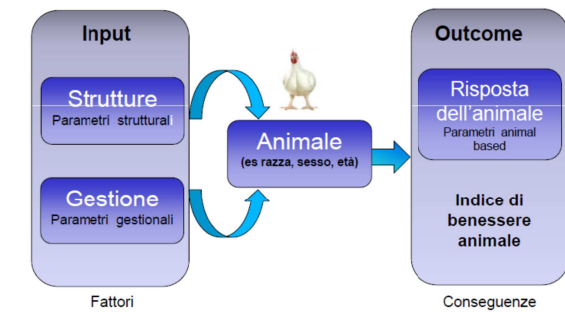 Input
Strutture
Parametri strutturali
Gestione
Parametri gestionali
Fattori
Animale
(es razza, sesso, età)
Outcome
Risposta
dell'animale
Parametri animal
based
Indice di
benessere
animale
Conseguenze